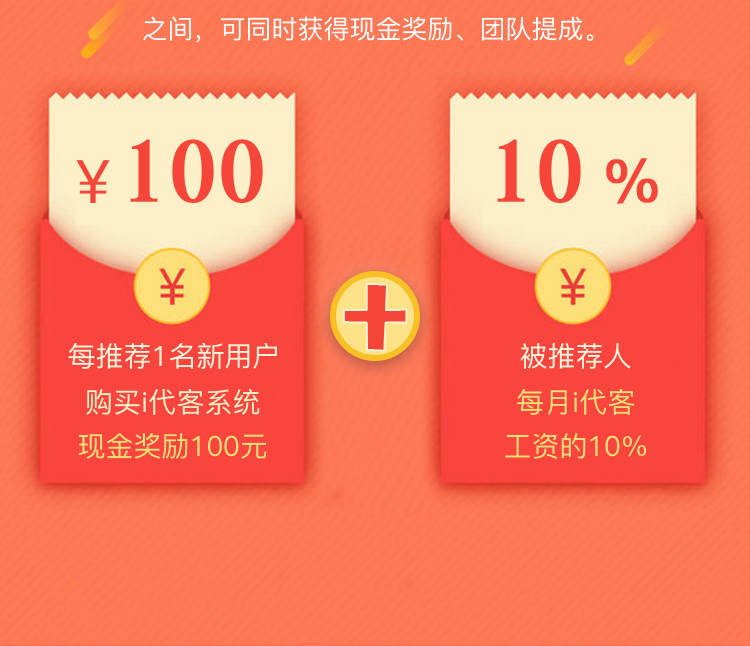 之间，可同时获得现金奖励、团队提成。
¥100
10%
¥
¥
每推荐1名新用户
购买i代客系统
现金奖励100元
被推荐人
每月i代客
工资的10%